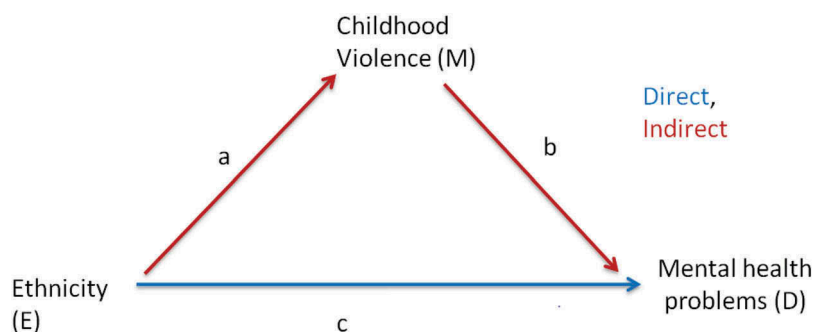 Childhood
Violence (M)
Direct,
Indirect
a
b
Ethnicity
(E)
Mental health
problems (D)
c